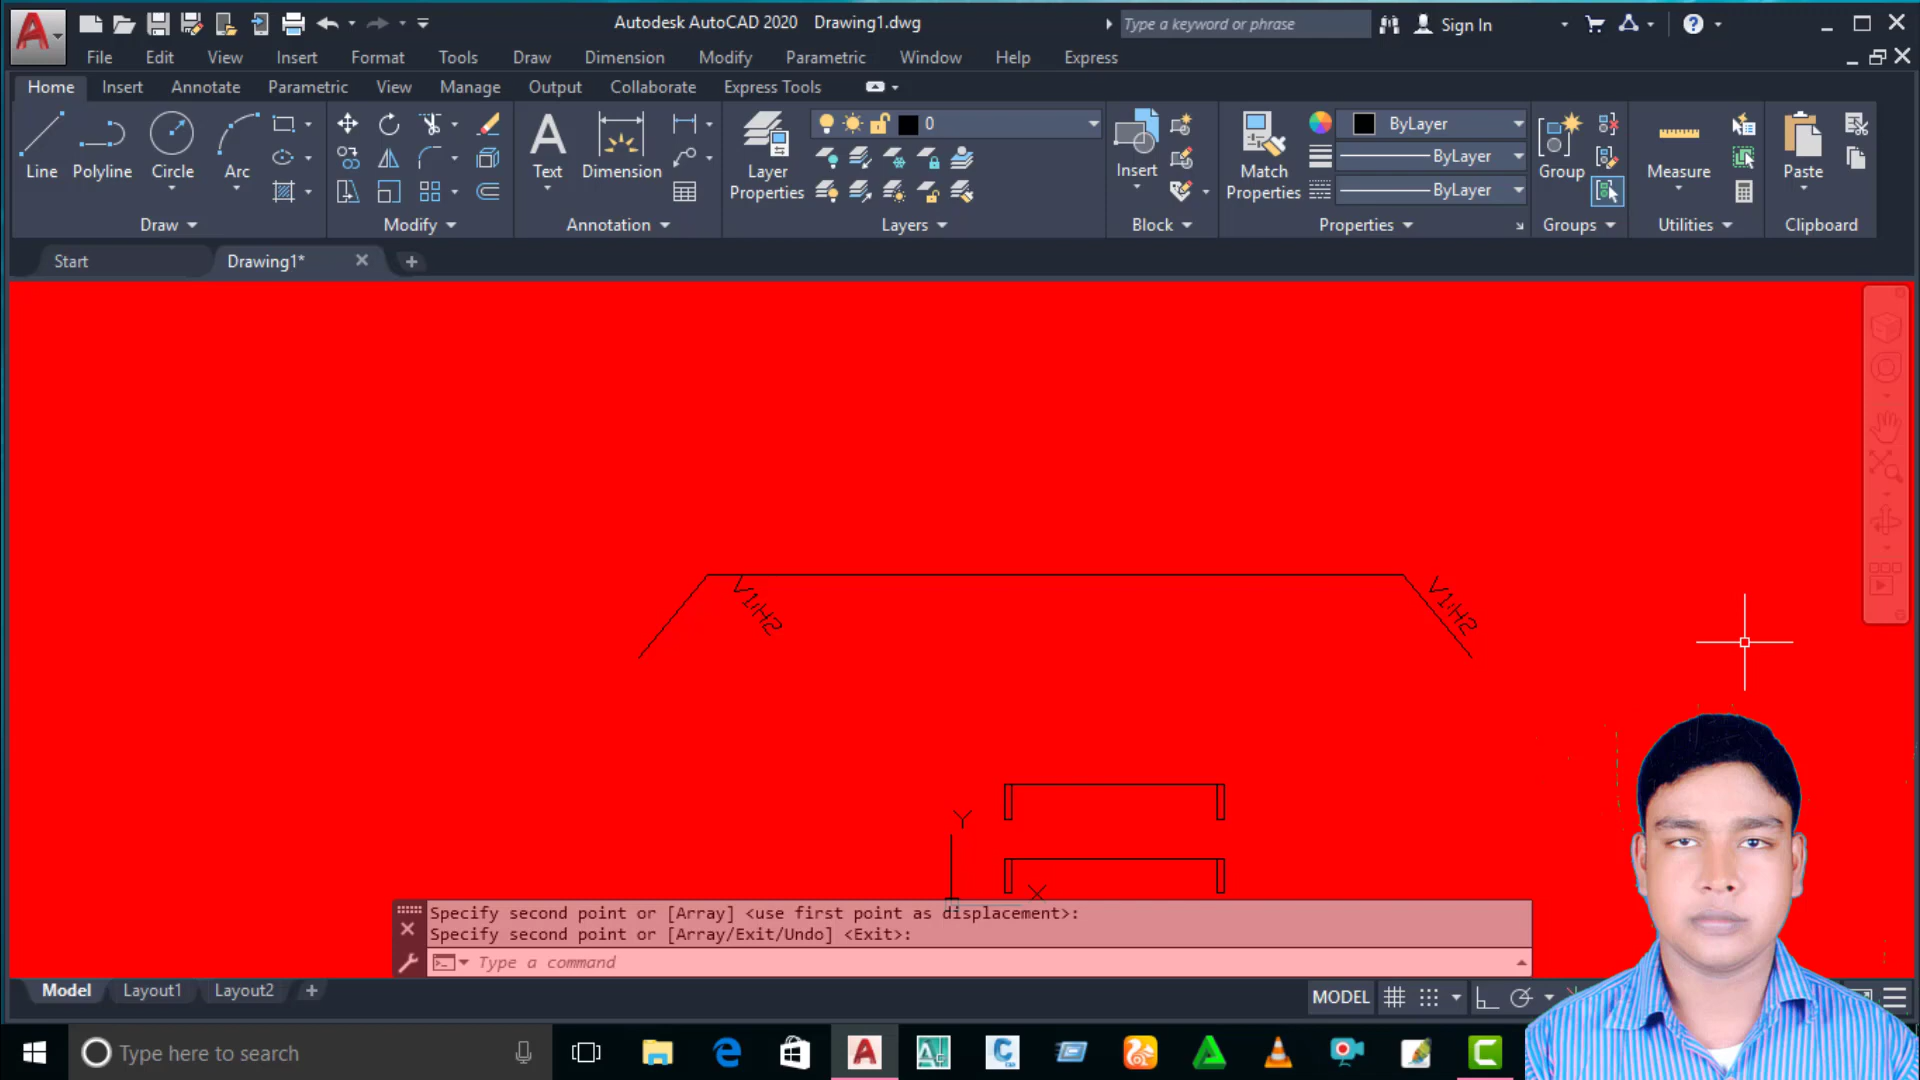 Autodesk AutoCAD 2020 Drawing1.dwg
Type a keyword or phrase
Sign In
File Edit View Insert Format Tools Draw Dimension Modify Parametric Window Help Express
Home Insert Annotate Parametric View Manage Output Collaborate Express Tools
0
ByLayer
ByLayer
ByLayer
Line Polyline Circle Arc
Text Dimension
Layer
Properties
Insert
Match
Properties
Group
Measure
Paste
Draw
Modify
Annotation
Layers
Block
Properties
Groups
Utilities
Clipboard
Start
Drawing1*
V1:H2
V1:H2
Y
X
Specify second point or [Array] <use first point as displacement>:
Specify second point or [Array/Exit/Undo] <Exit>:
Type a command
Model Layout1 Layout2
MODEL
Type here to search